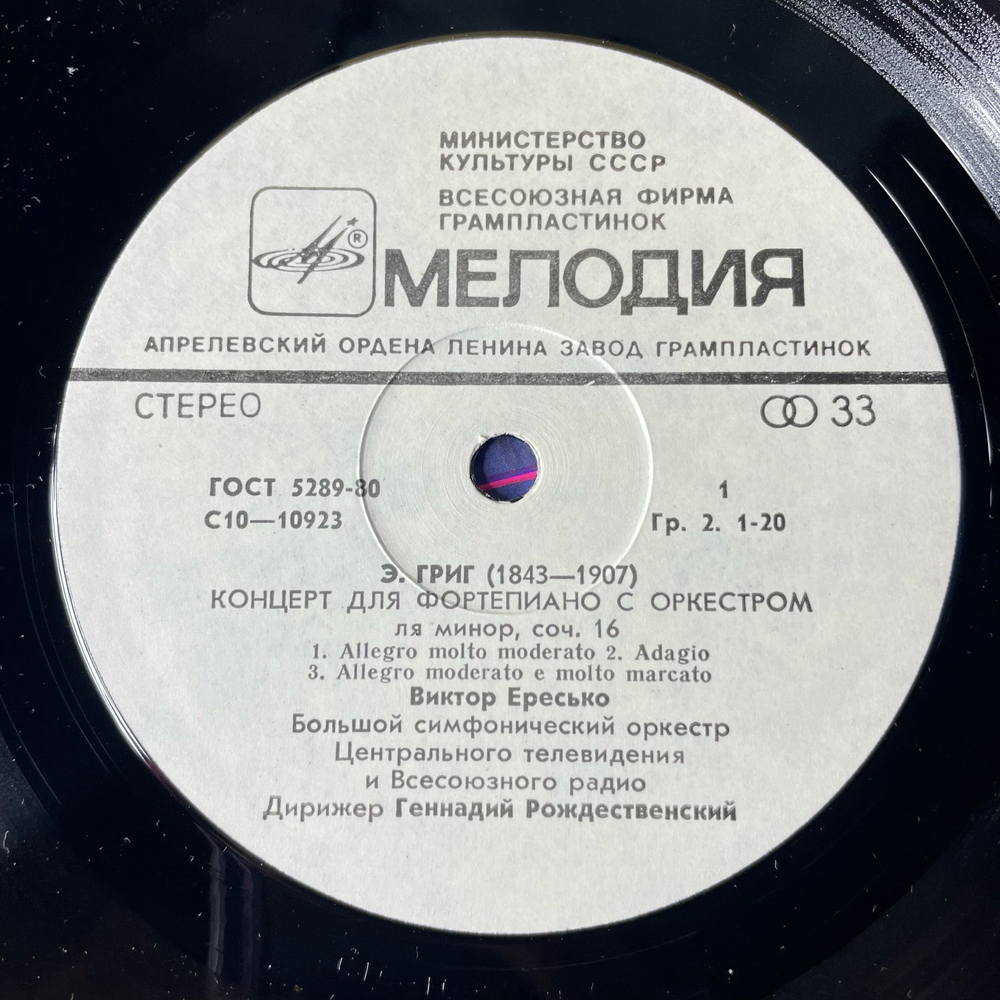 МИНИСТЕРСТВО
КУЛЬТУРЫ СССР
ВСЕСОЮЗНАЯ ФИРМА
ГРАМПЛАСТИНОК
®
МЕЛОДИЯ
АПРЕЛЕВСКИЙ ОРДЕНА ЛЕНИНА ЗАВОД ГРАМПЛАСТИНОК
СТЕРЕО 33
ГОСТ 5289-80 1
С10—10923 Гр. 2. 1-20
Э. ГРИГ (1843—1907)
КОНЦЕРТ ДЛЯ ФОРТЕПИАНО С ОРКЕСТРОМ
ля минор, соч. 16
1. Allegro molto moderato 2. Adagio
3. Allegro moderato e molto marcato
Виктор Ересько
Большой симфонический оркестр
Центрального телевидения
и Всесоюзного радио
Дирижер Геннадий Рождественский